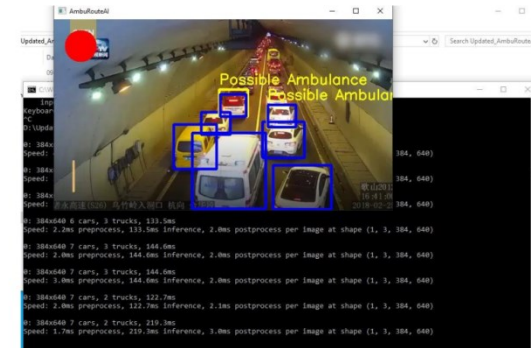 AmbuRouteAI
Updated_Am
Search Updated_AmbuRoute
Possible Ambulance
Possible Ambulan
2018-02-2
Keyboar
^C
D:\Upda
0: 384x
Speed:
384, 640)
0: 384x
Speed:
384, 640)
0: 384x
Speed:
384, 640)
0: 384x640 6 cars, 3 trucks, 133.5ms
Speed: 2.2ms preprocess, 133.5ms inference, 2.0ms postprocess per image at shape (1, 3, 384, 640)
0: 384x640 7 cars, 3 trucks, 144.6ms
Speed: 2.0ms preprocess, 144.6ms inference, 2.0ms postprocess per image at shape (1, 3, 384, 640)
0: 384x640 7 cars, 3 trucks, 144.6ms
Speed: 3.0ms preprocess, 144.6ms inference, 2.0ms postprocess per image at shape (1, 3, 384, 640)
0: 384x640 7 cars, 2 trucks, 122.7ms
Speed: 2.0ms preprocess, 122.7ms inference, 2.1ms postprocess per image at shape (1, 3, 384, 640)
0: 384x640 7 cars, 2 trucks, 219.3ms
Speed: 1.7ms preprocess, 219.3ms inference, 3.0ms postprocess per image at shape (1, 3, 384, 640)